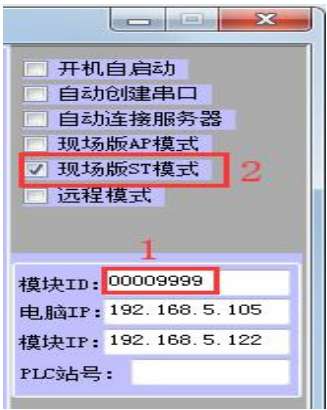 开机自启动
自动创建串口
自动连接服务器
现场版AP模式
现场版ST模式 2
远程模式
1
模块ID: 00009999
电脑IP: 192.168.5.105
模块IP: 192.168.5.122
PLC站号: